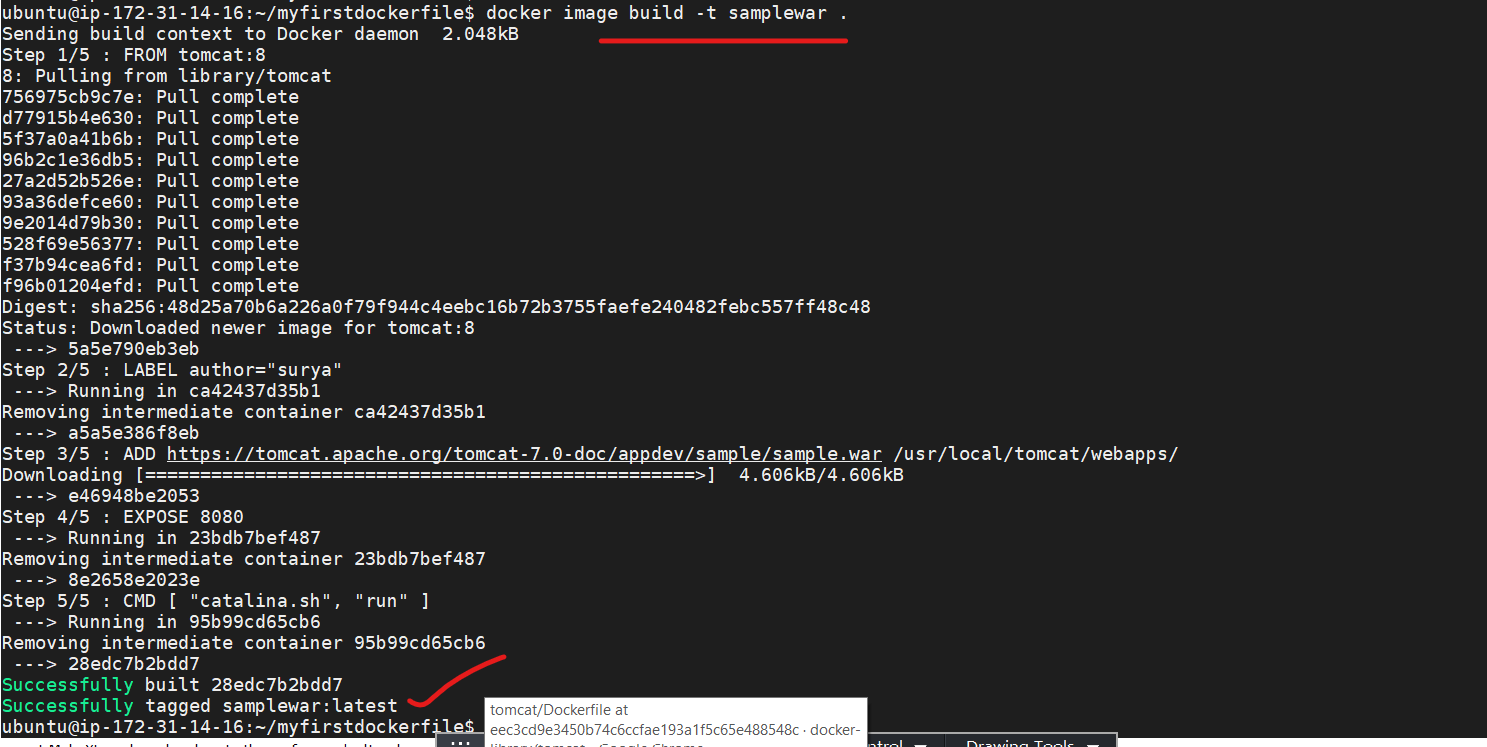 ubuntu@ip-172-31-14-16:~/myfirstdockerfile$ docker image build -t samplewar .
Sending build context to Docker daemon  2.048kB
Step 1/5 : FROM tomcat:8
8: Pulling from library/tomcat
756975cb9c7e: Pull complete
d77915b4e630: Pull complete
5f37a0a41b6b: Pull complete
96b2c1e36db5: Pull complete
27a2d52b526e: Pull complete
93a36defce60: Pull complete
9e2014d79b30: Pull complete
528f69e56377: Pull complete
f37b94cea6fd: Pull complete
f96b01204efd: Pull complete
Digest: sha256:48d25a70b6a226a0f79f944c4eebc16b72b3755faefe240482febc557ff48c48
Status: Downloaded newer image for tomcat:8
 ---> 5a5e790eb3eb
Step 2/5 : LABEL author="surya"
 ---> Running in ca42437d35b1
Removing intermediate container ca42437d35b1
 ---> a5a5e386f8eb
Step 3/5 : ADD https://tomcat.apache.org/tomcat-7.0-doc/appdev/sample/sample.war /usr/local/tomcat/webapps/
Downloading [==================================================>]  4.606kB/4.606kB
 ---> e46948be2053
Step 4/5 : EXPOSE 8080
 ---> Running in 23bdb7bef487
Removing intermediate container 23bdb7bef487
 ---> 8e2658e2023e
Step 5/5 : CMD [ "catalina.sh", "run" ]
 ---> Running in 95b99cd65cb6
Removing intermediate container 95b99cd65cb6
 ---> 28edc7b2bdd7
Successfully built 28edc7b2bdd7
Successfully tagged samplewar:latest
ubuntu@ip-172-31-14-16:~/myfirstdockerfile$
tomcat/Dockerfile at
eec3cd9e3450b74c6ccfae193a1f5c65e488548c · docker-
Drawing Tools